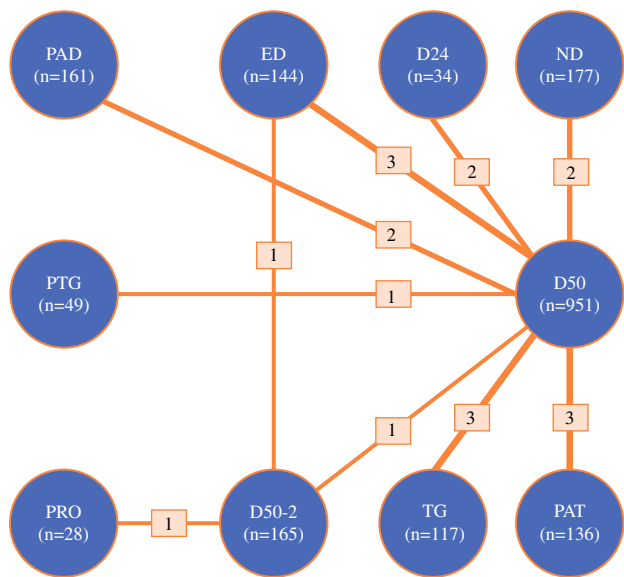 PAD
(n=161)
ED
(n=144)
D24
(n=34)
ND
(n=177)
3
2
2
2
1
PTG
(n=49)
1
D50
(n=951)
1
3
3
PRO
(n=28)
1
D50-2
(n=165)
TG
(n=117)
PAT
(n=136)